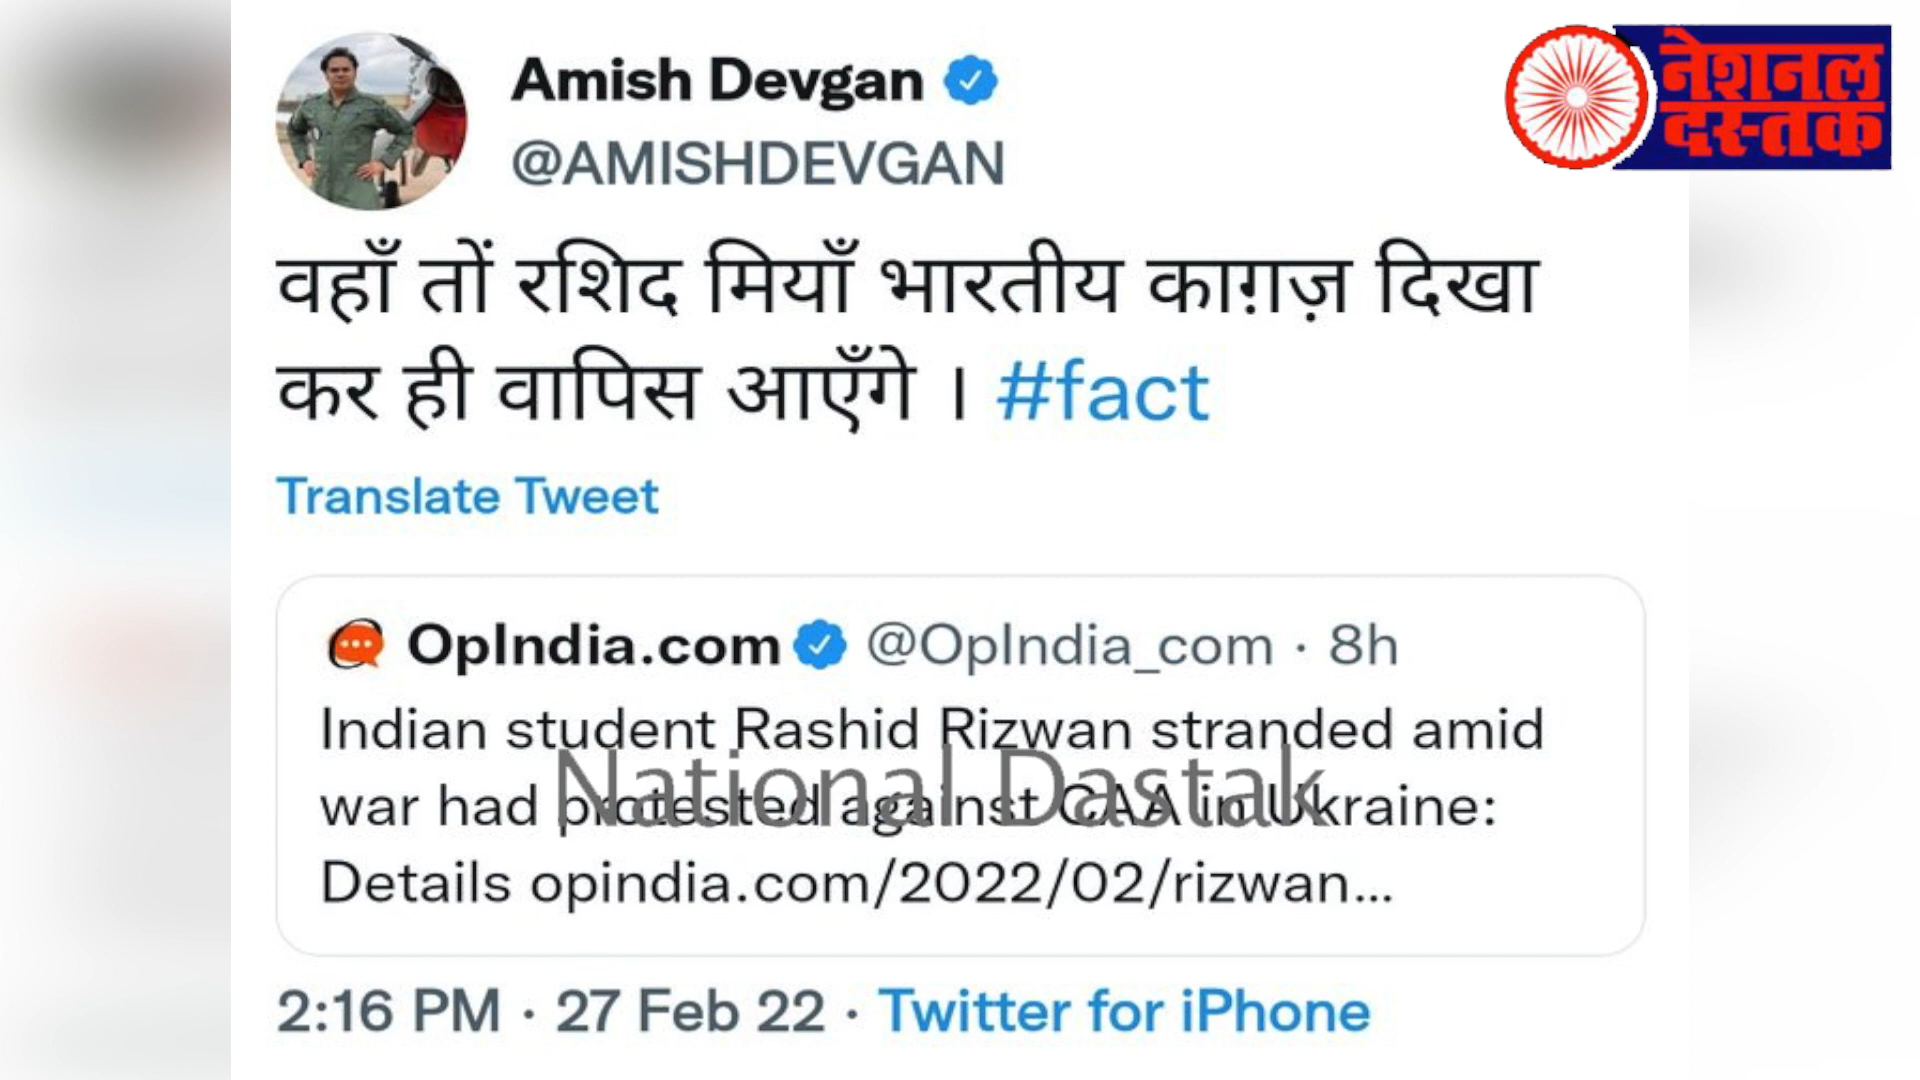 Amish Devgan
@AMISHDEVGAN
नेशनल
दस्तक
वहाँ तों रशिद मियाँ भारतीय काग़ज़ दिखा
कर ही वापिस आएँगे । #fact
Translate Tweet
OpIndia.com @OpIndia_com · 8h
Indian student Rashid Rizwan stranded amid
war had protested against CAA in Ukraine:
Details opindia.com/2022/02/rizwan...
National Dastak
2:16 PM · 27 Feb 22 · Twitter for iPhone